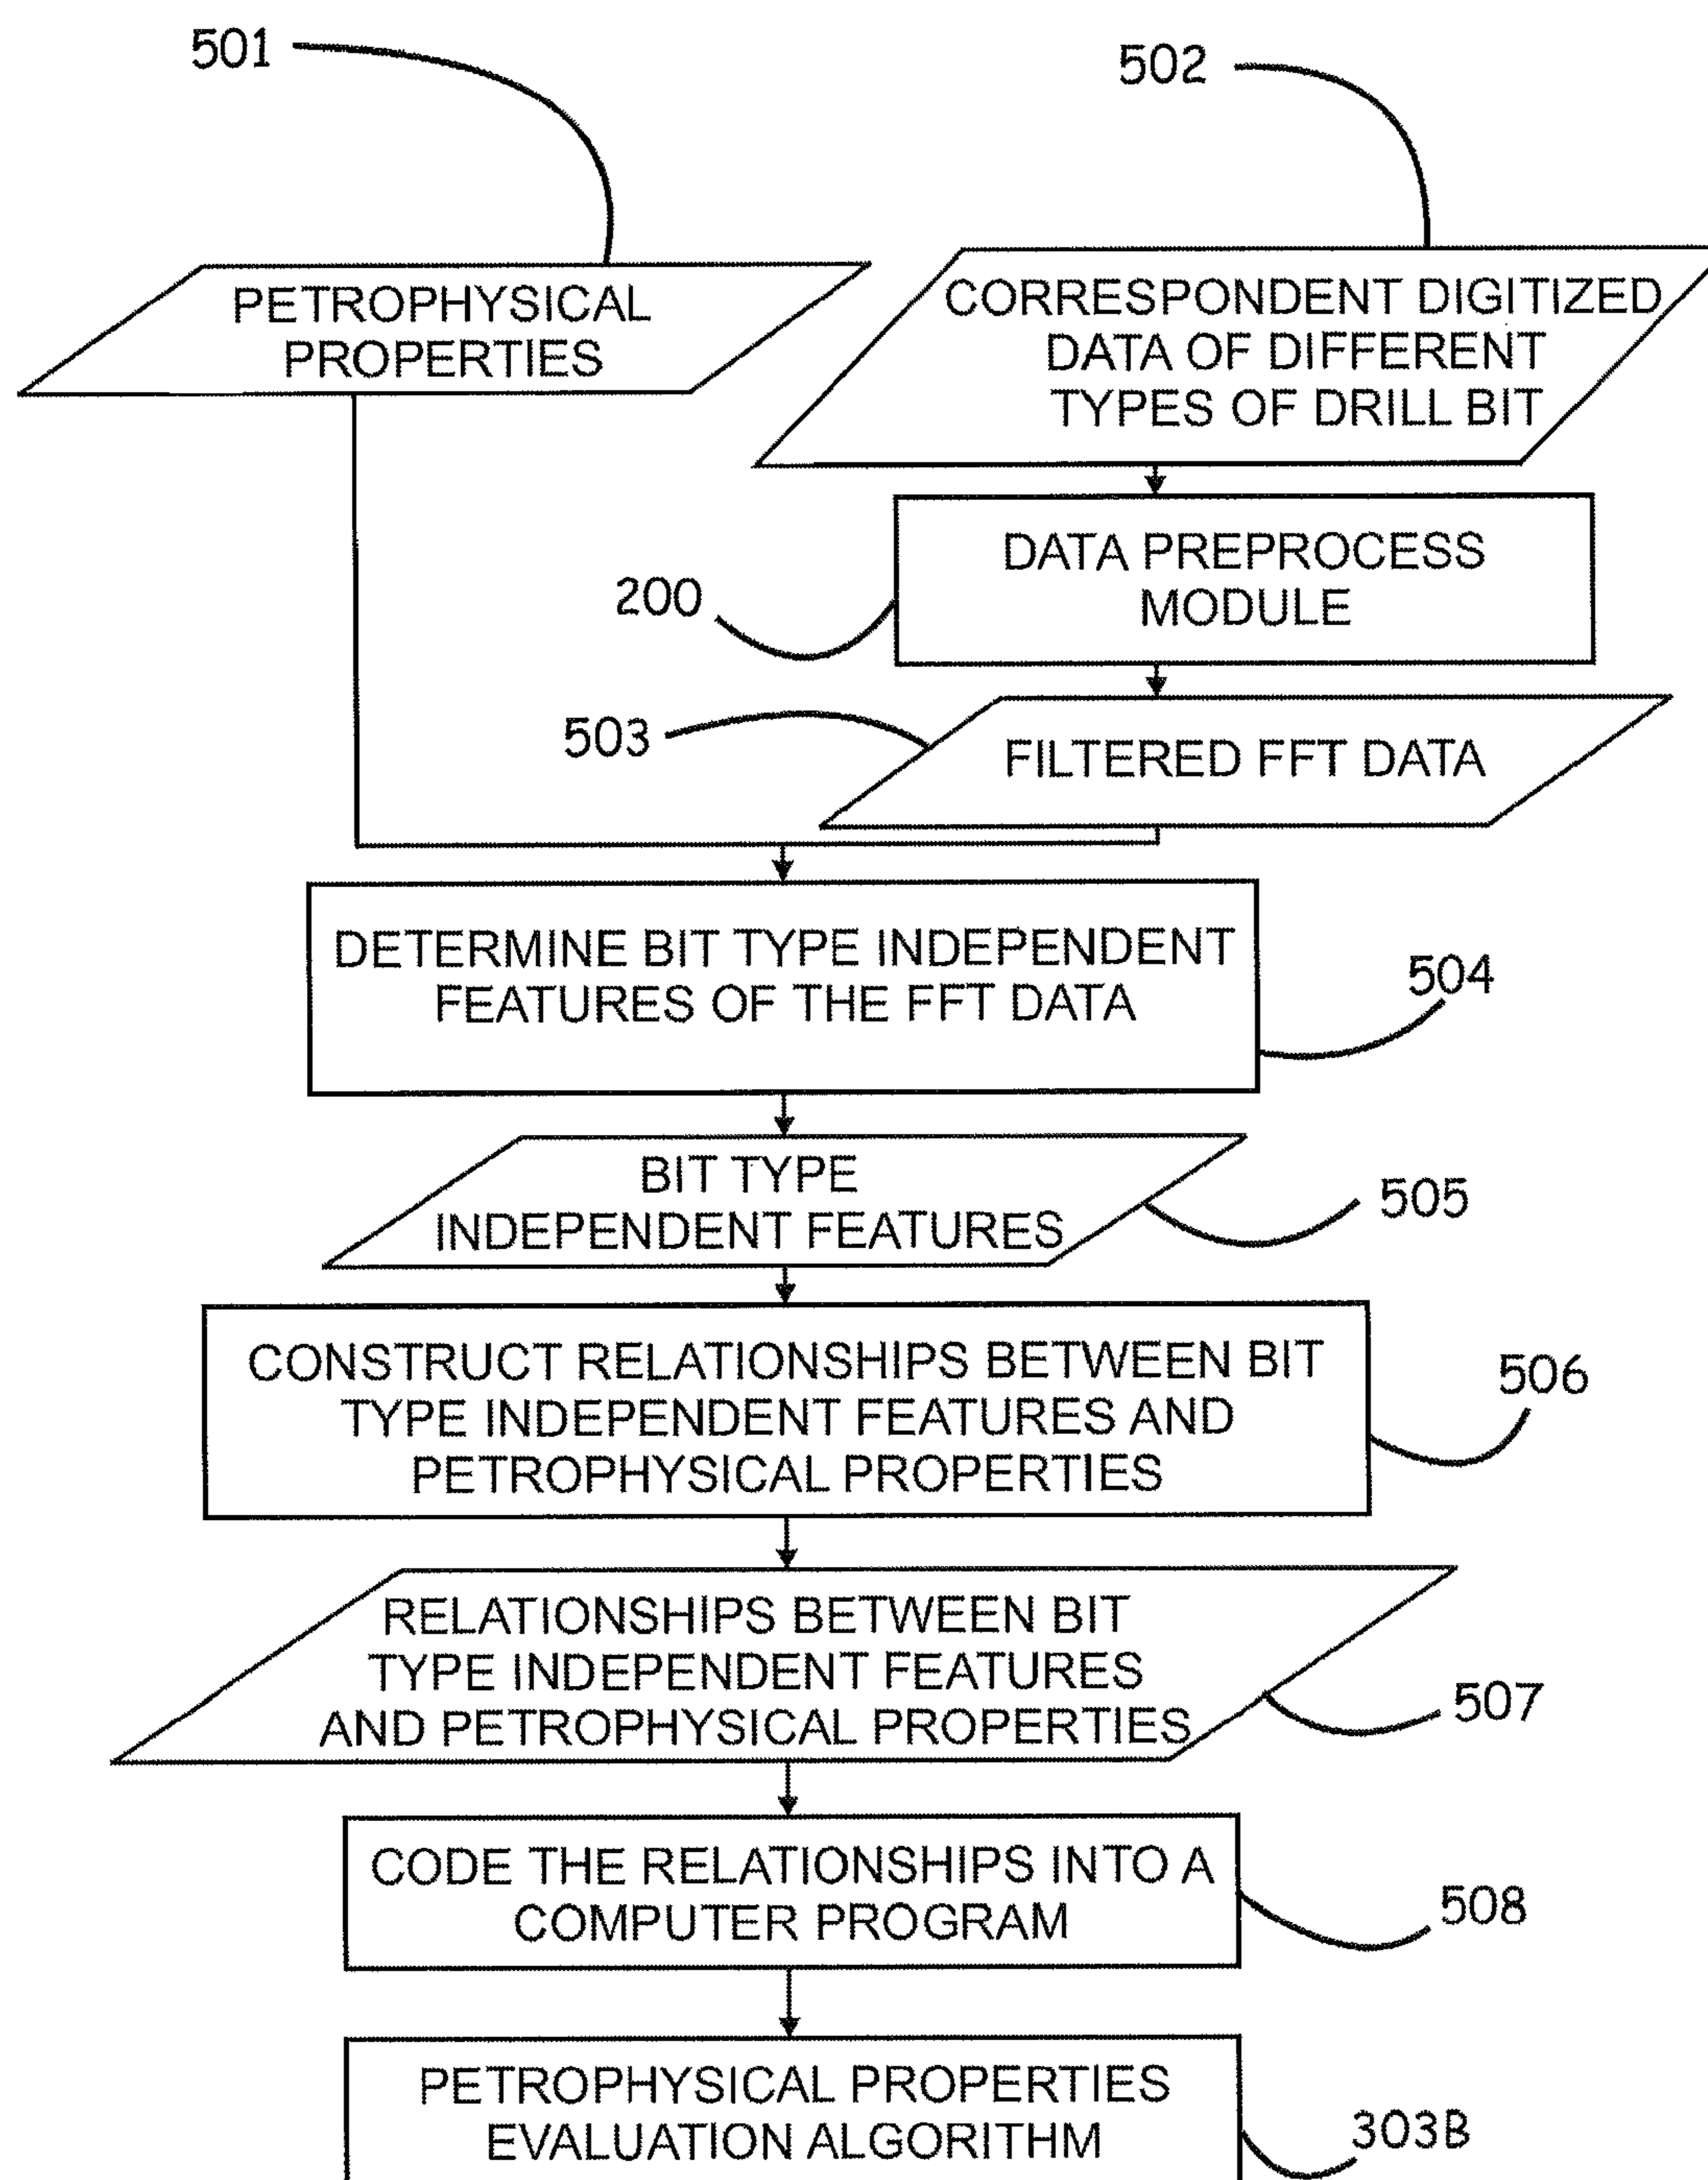 501
502
PETROPHYSICAL
PROPERTIES
CORRESPONDENT DIGITIZED
DATA OF DIFFERENT
TYPES OF DRILL BIT
DATA PREPROCESS
MODULE
200
503
FILTERED FFT DATA
DETERMINE BIT TYPE INDEPENDENT
FEATURES OF THE FFT DATA
504
BIT TYPE
INDEPENDENT FEATURES
505
CONSTRUCT RELATIONSHIPS BETWEEN BIT
TYPE INDEPENDENT FEATURES AND
PETROPHYSICAL PROPERTIES
506
RELATIONSHIPS BETWEEN BIT
TYPE INDEPENDENT FEATURES
AND PETROPHYSICAL PROPERTIES
507
CODE THE RELATIONSHIPS INTO A
COMPUTER PROGRAM
508
PETROPHYSICAL PROPERTIES
EVALUATION ALGORITHM
303B